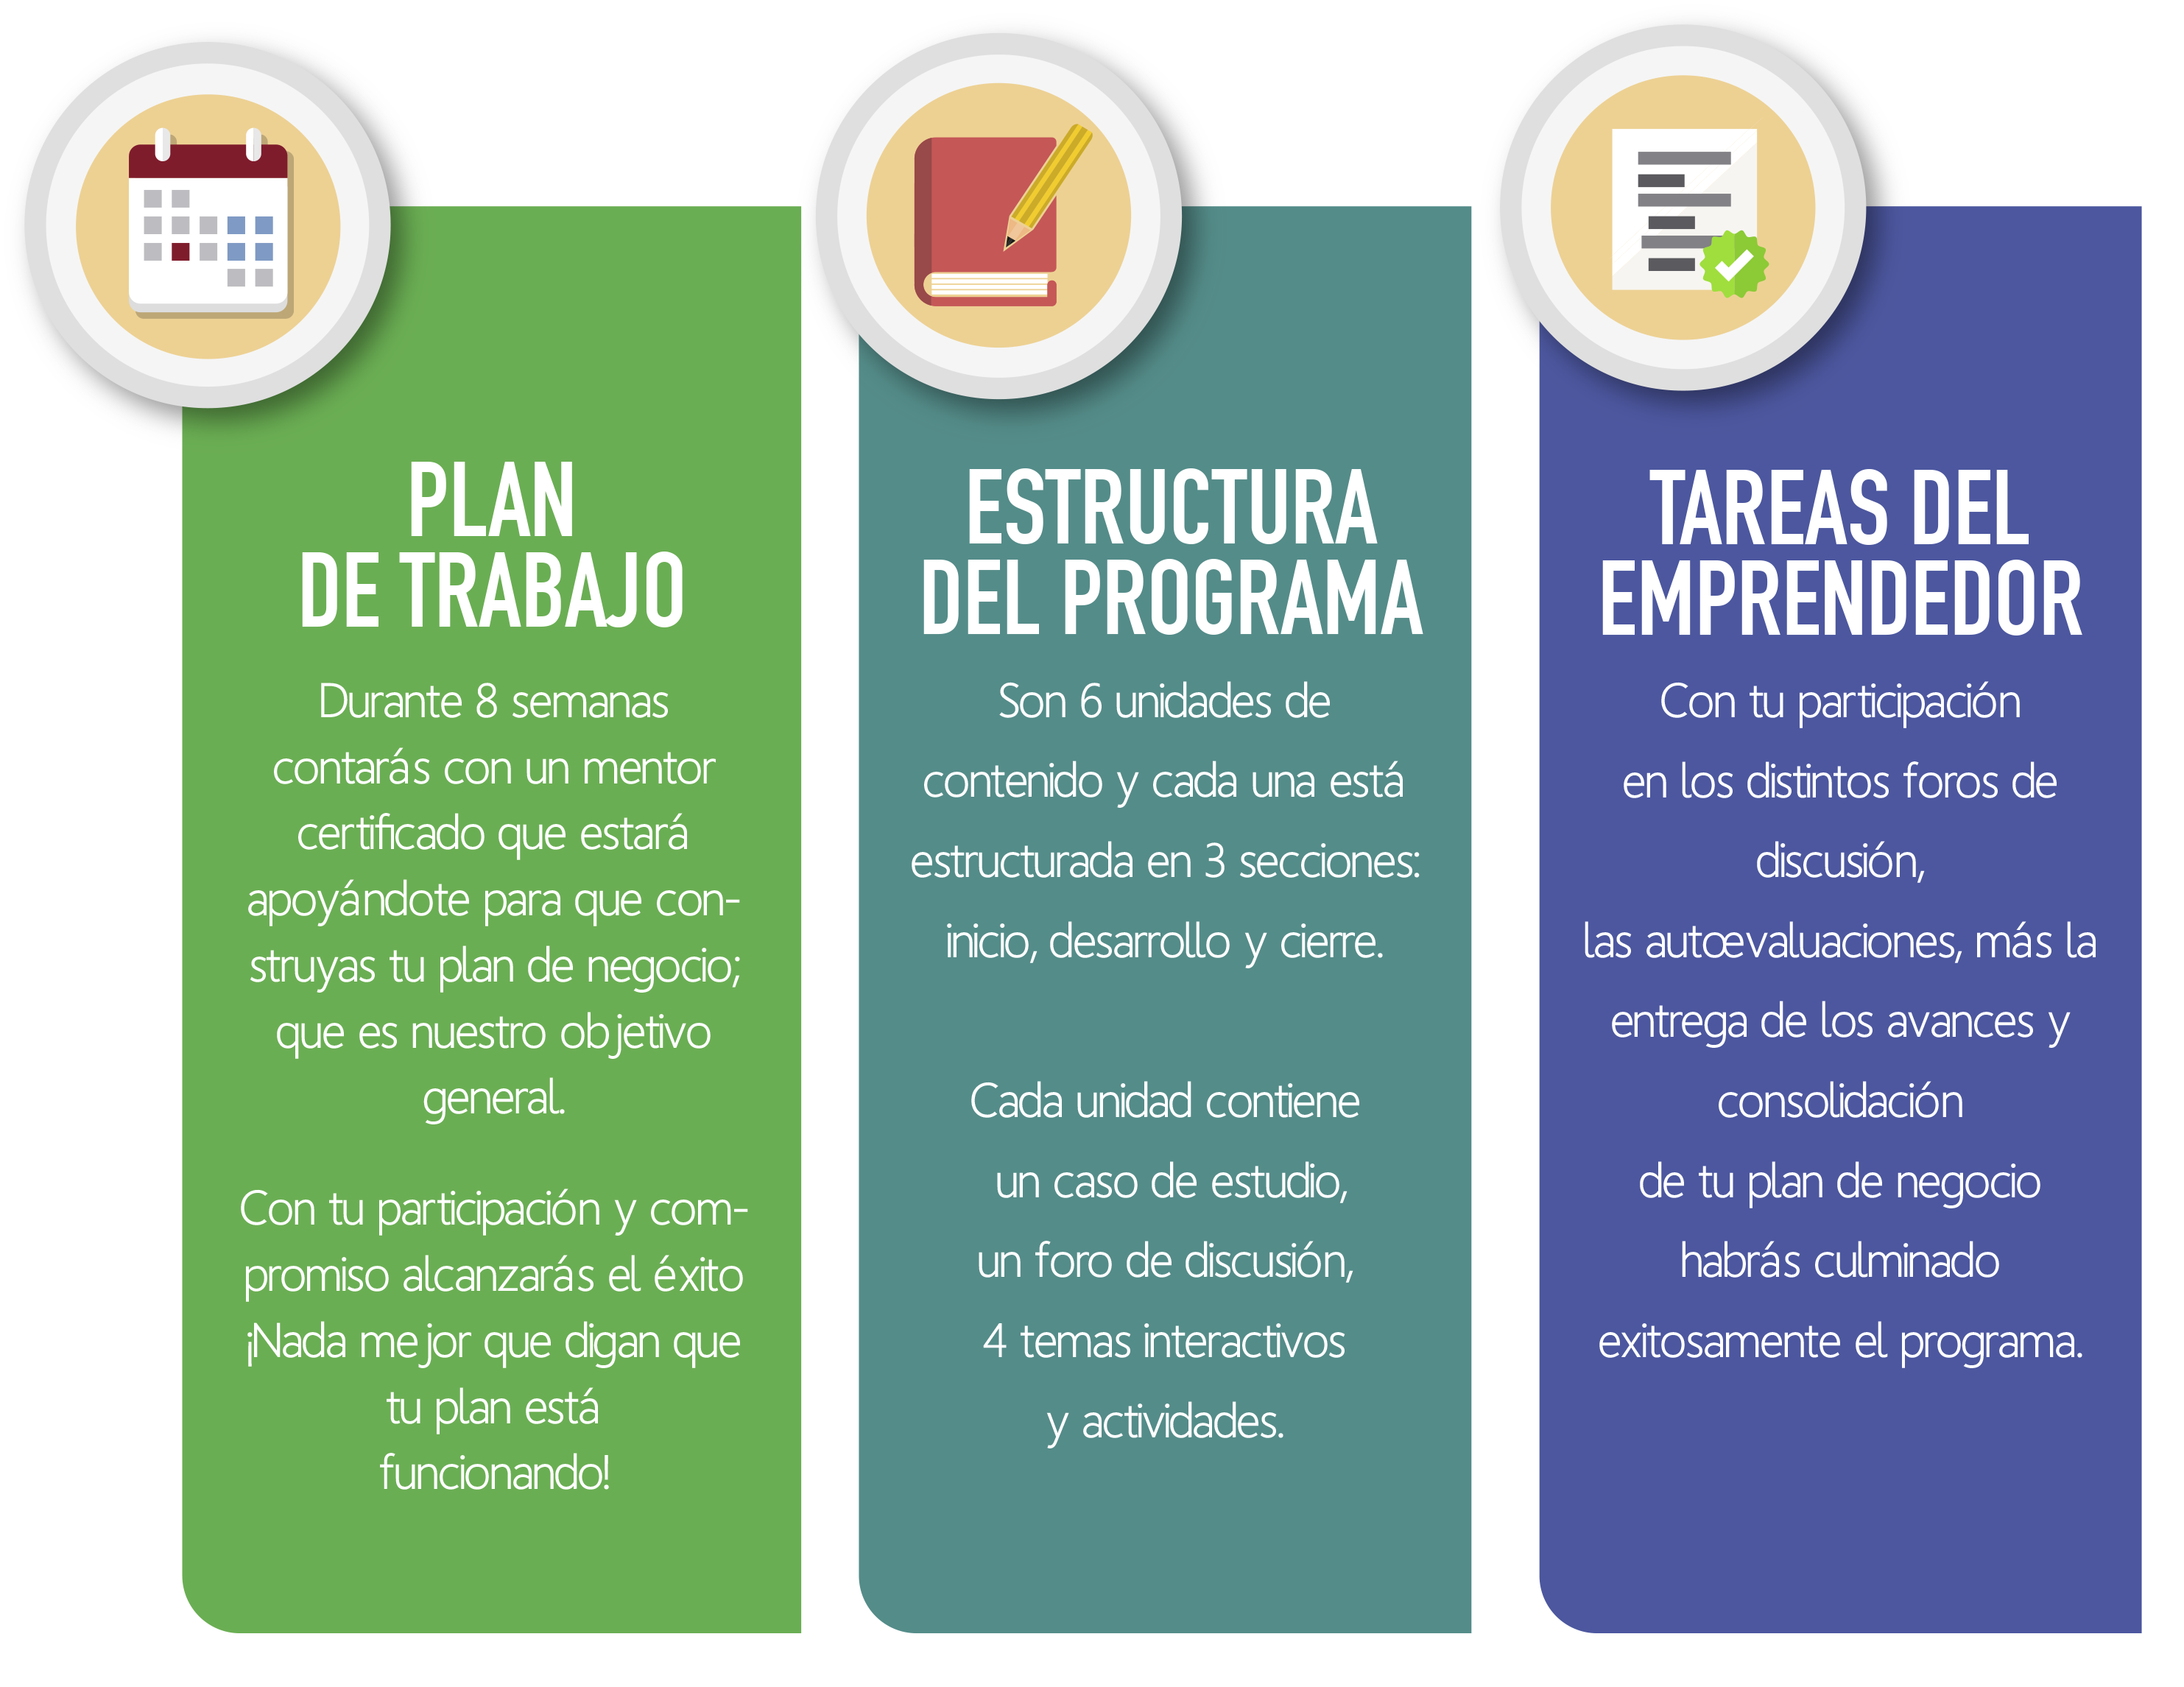 PLAN
DE TRABAJO
Durante 8 semanas
contarás con un mentor
certificado que estará
apoyándote para que con-
struyas tu plan de negocio;
que es nuestro objetivo
general.
Con tu participación y com-
promiso alcanzarás el éxito
¡Nada mejor que digan que
tu plan está
funcionando!
ESTRUCTURA
DEL PROGRAMA
Son 6 unidades de
contenido y cada una está
estructurada en 3 secciones:
inicio, desarrollo y cierre.
Cada unidad contiene
un caso de estudio,
un foro de discusión,
4 temas interactivos
y actividades.
TAREAS DEL
EMPRENDEDOR
Con tu participación
en los distintos foros de
discusión,
las autœvaluaciones, más la
entrega de los avances y
consolidación
de tu plan de negocio
habrás culminado
exitosamente el programa.